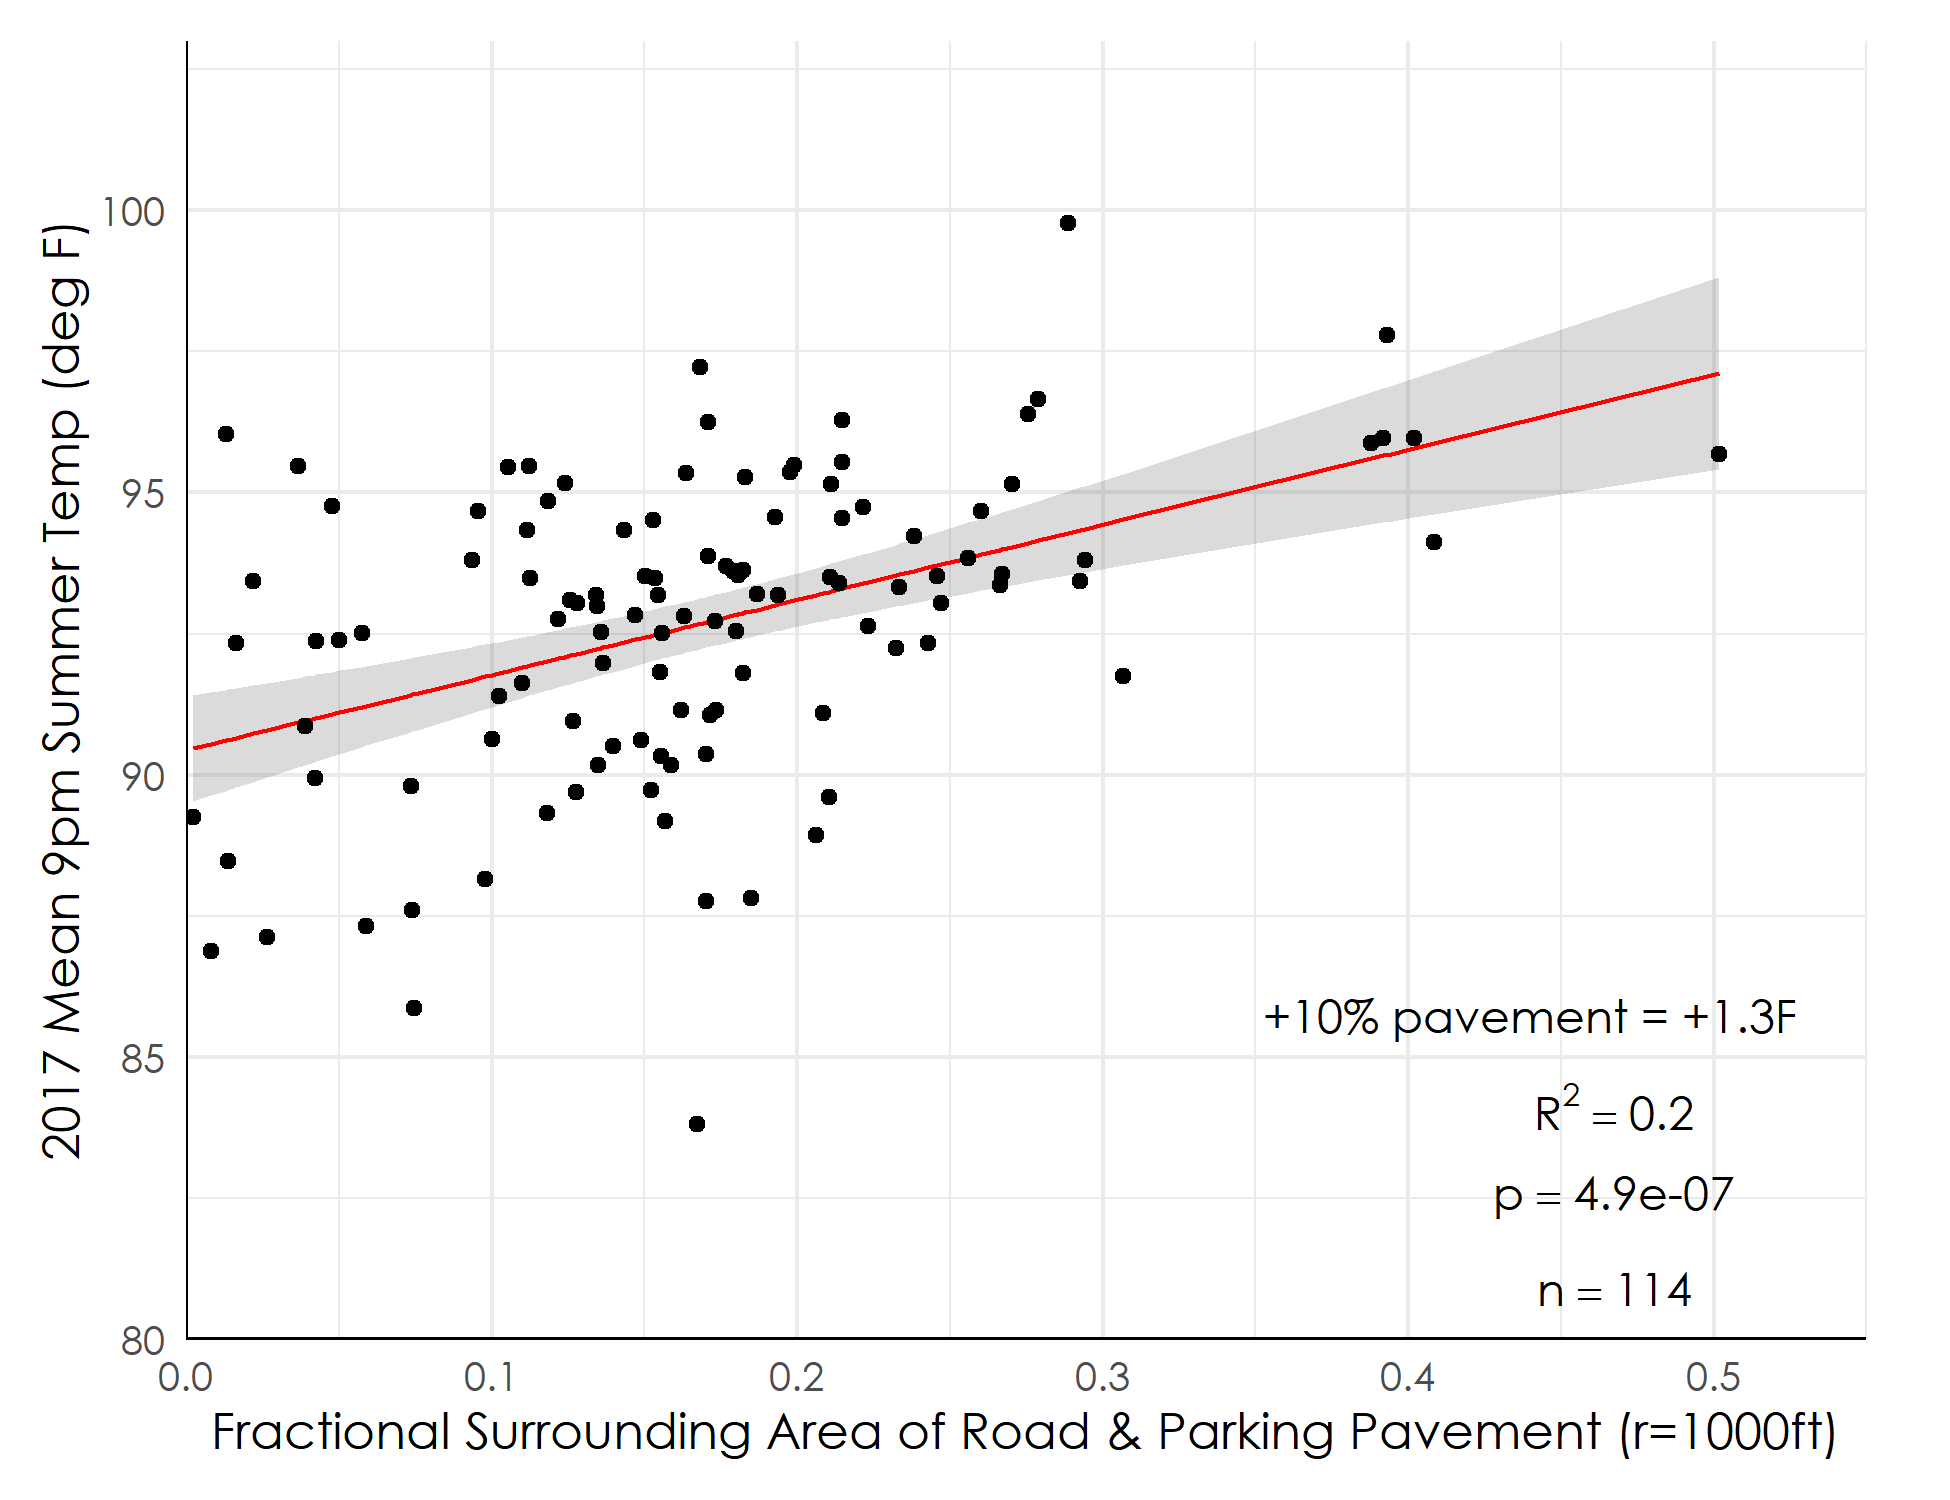 2017 Mean 9pm Summer Temp (deg F)
100
95
90
85
80
+10% pavement = +1.3F
R² = 0.2
p = 4.9e-07
n = 114
0.0 0.1 0.2 0.3 0.4 0.5
Fractional Surrounding Area of Road & Parking Pavement (r=1000ft)